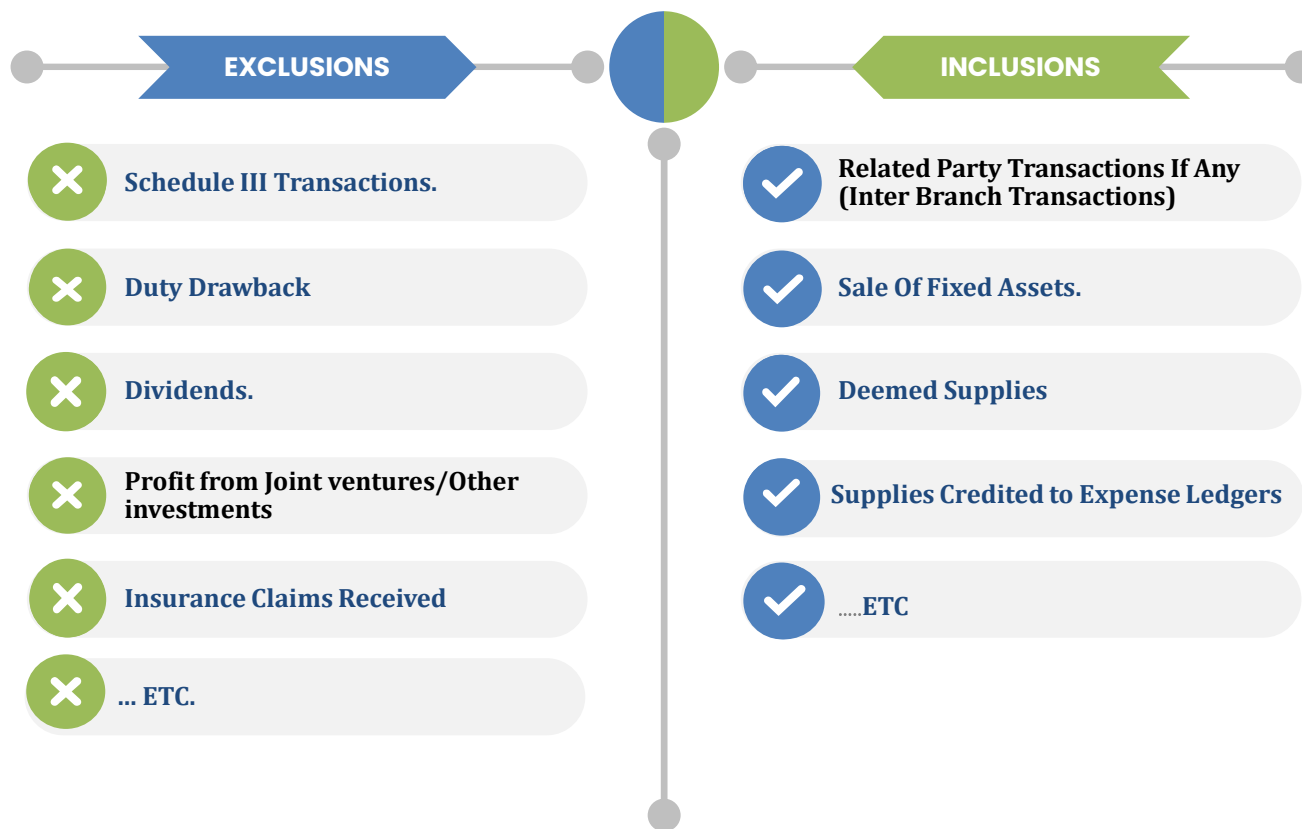 EXCLUSIONS
Schedule III Transactions.
Duty Drawback
Dividends.
Profit from Joint ventures/Other
investments
Insurance Claims Received
... ETC.
INCLUSIONS
Related Party Transactions If Any
(Inter Branch Transactions)
Sale Of Fixed Assets.
Deemed Supplies
Supplies Credited to Expense Ledgers
.....ETC